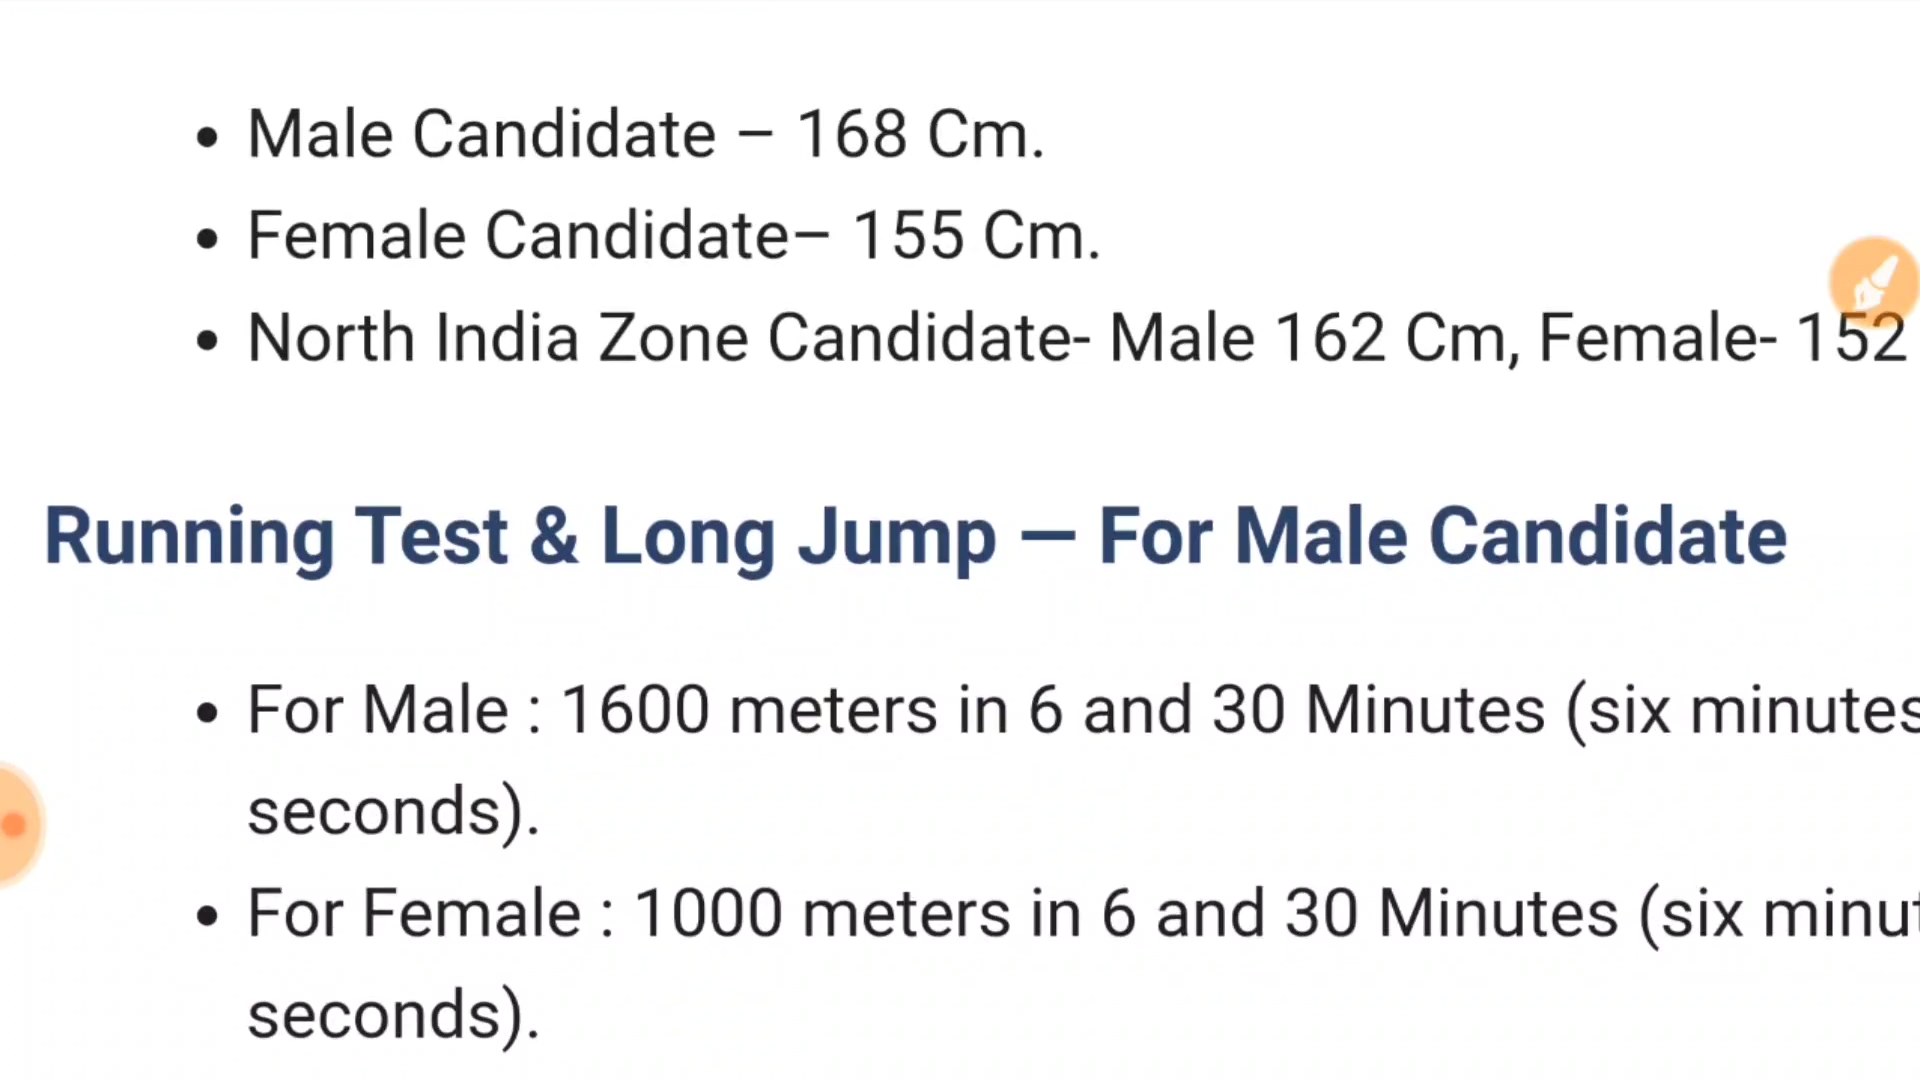 Male Candidate – 168 Cm.
Female Candidate– 155 Cm.
North India Zone Candidate- Male 162 Cm, Female- 152
Running Test & Long Jump — For Male Candidate
For Male : 1600 meters in 6 and 30 Minutes (six minutes
seconds).
For Female : 1000 meters in 6 and 30 Minutes (six minut
seconds).